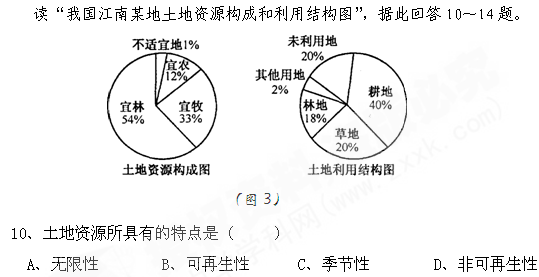 读“我国江南某地土地资源构成和利用结构图”，据此回答10～14题。
不适宜地1%
宜农
12%
宜林
54%
宜牧
33%
土地资源构成图
未利用地
20%
其他用地
2%
林地
18%
草地
20%
耕地
40%
土地利用结构图
(图 3)
10、土地资源所具有的特点是（　　）
A、无限性　　B、可再生性　　C、季节性　　D、非可再生性